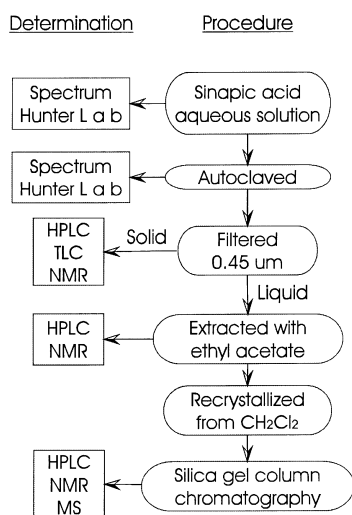 Determination Procedure
Spectrum
Hunter L a b
Sinapic acid
aqueous solution
Spectrum
Hunter L a b
Autoclaved
HPLC
TLC
NMR
Solid
Filtered
0.45 um
Liquid
HPLC
NMR
Extracted with
ethyl acetate
Recrystallized
from CH2Cl2
HPLC
NMR
MS
Silica gel column
chromatography